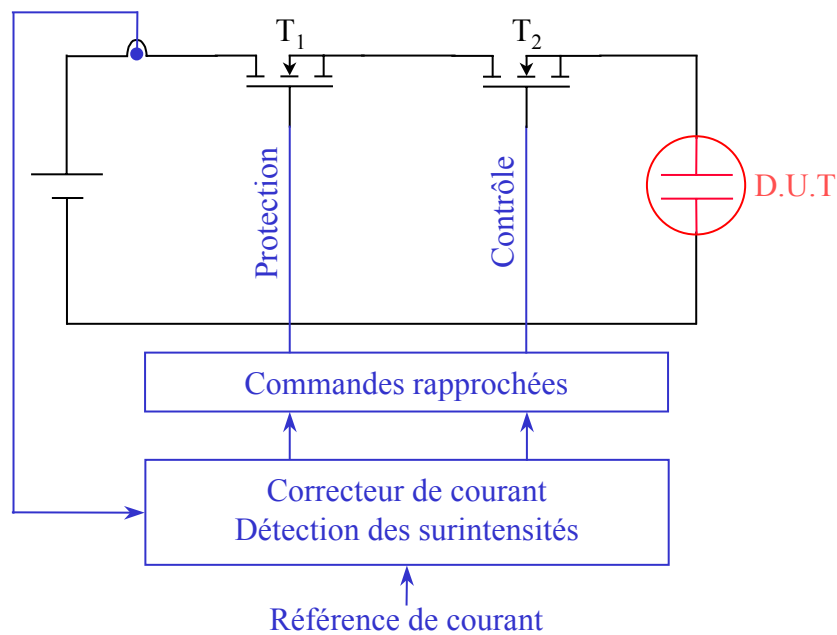 T1
T2
Protection
Contrôle
D.U.T
Commandes rapprochées
Correcteur de courant
Détection des surintensités
Référence de courant